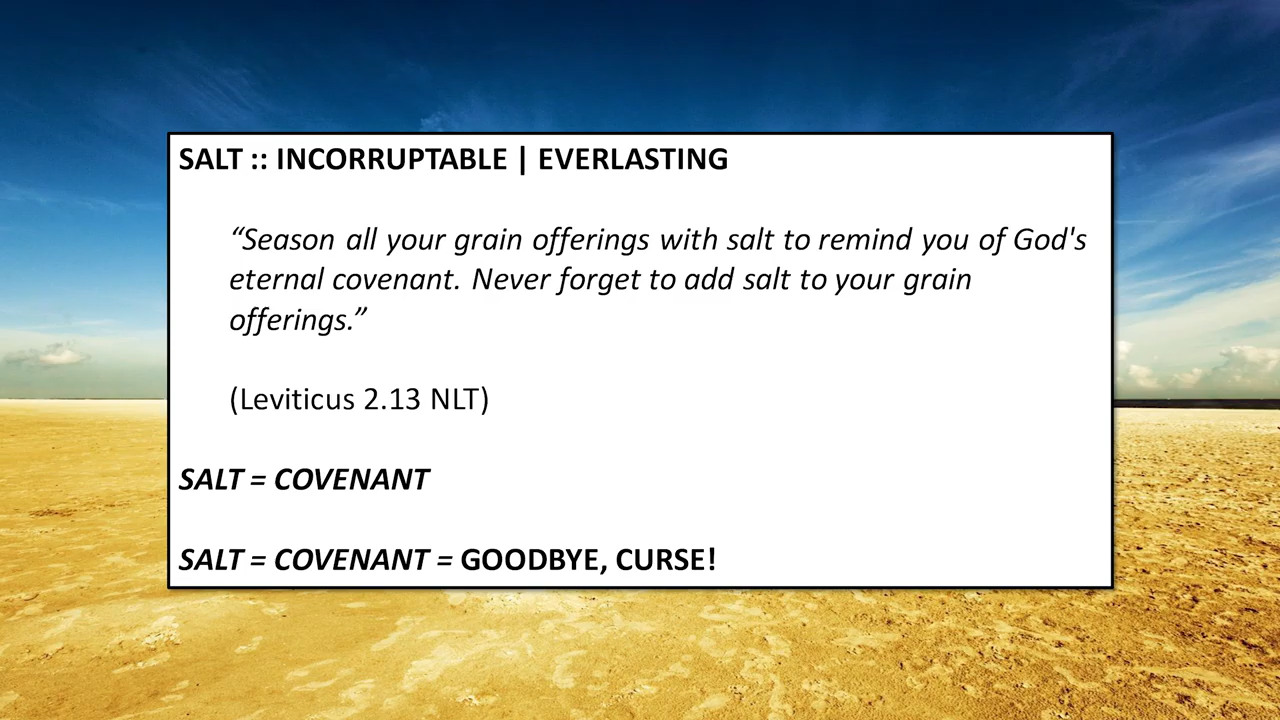 SALT :: INCORRUPTABLE | EVERLASTING
“Season all your grain offerings with salt to remind you of God's
eternal covenant. Never forget to add salt to your grain
offerings.”
(Leviticus 2.13 NLT)
SALT = COVENANT
SALT = COVENANT = GOODBYE, CURSE!